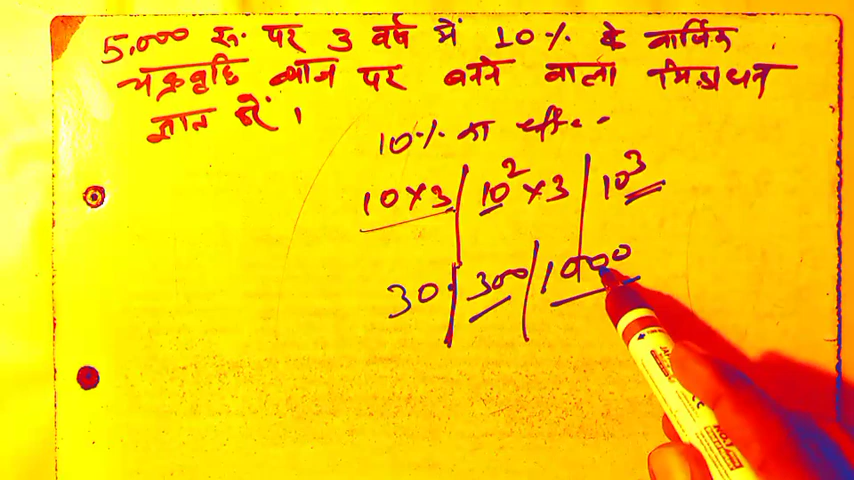 5,000 रू. पर 3 वर्ष में 10% के वार्षिक
चक्रवृद्धि ब्याज पर बनने वाला मिश्रधन
ज्ञात करें।
10% का
10×3 | 10² ×3 | 10³
30 | 300 | 1000